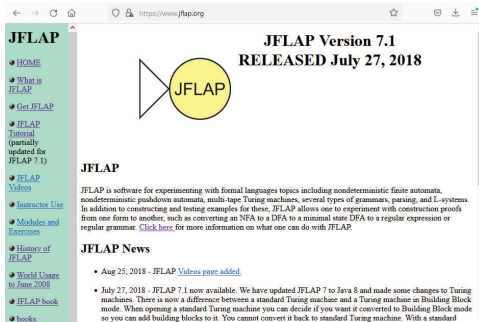 https://www.jflap.org
JFLAP
HOME
What is
JFLAP
Get JFLAP
JFLAP
Tutorial
(partially
updated for
JFLAP 7.1)
JFLAP
Videos
Instructor Use
Modules and
Exercises
History of
JFLAP
World Usage
to June 2008
JFLAP book
books
JFLAP Version 7.1
RELEASED July 27, 2018
JFLAP
JFLAP
JFLAP is software for experimenting with formal languages topics including nondeterministic finite automata,
nondeterministic pushdown automata, multi-tape Turing machines, several types of grammars, parsing, and L-systems.
In addition to constructing and testing examples for these, JFLAP allows one to experiment with construction proofs
from one form to another, such as converting an NFA to a DFA to a minimal state DFA to a regular expression or
regular grammar. Click here for more information on what one can do with JFLAP.
JFLAP News
Aug 25, 2018 - JFLAP Videos page added.
July 27, 2018 - JFLAP 7.1 now available. We have updated JFLAP 7 to Java 8 and made some changes to Turing
machines. There is now a difference between a standard Turing machine and a Turing machine in Building Block
mode. When opening a standard Turing machine you can decide if you want it converted to Building Block mode
so you can add building blocks to it. You cannot convert it back to standard Turing machine. With a standard